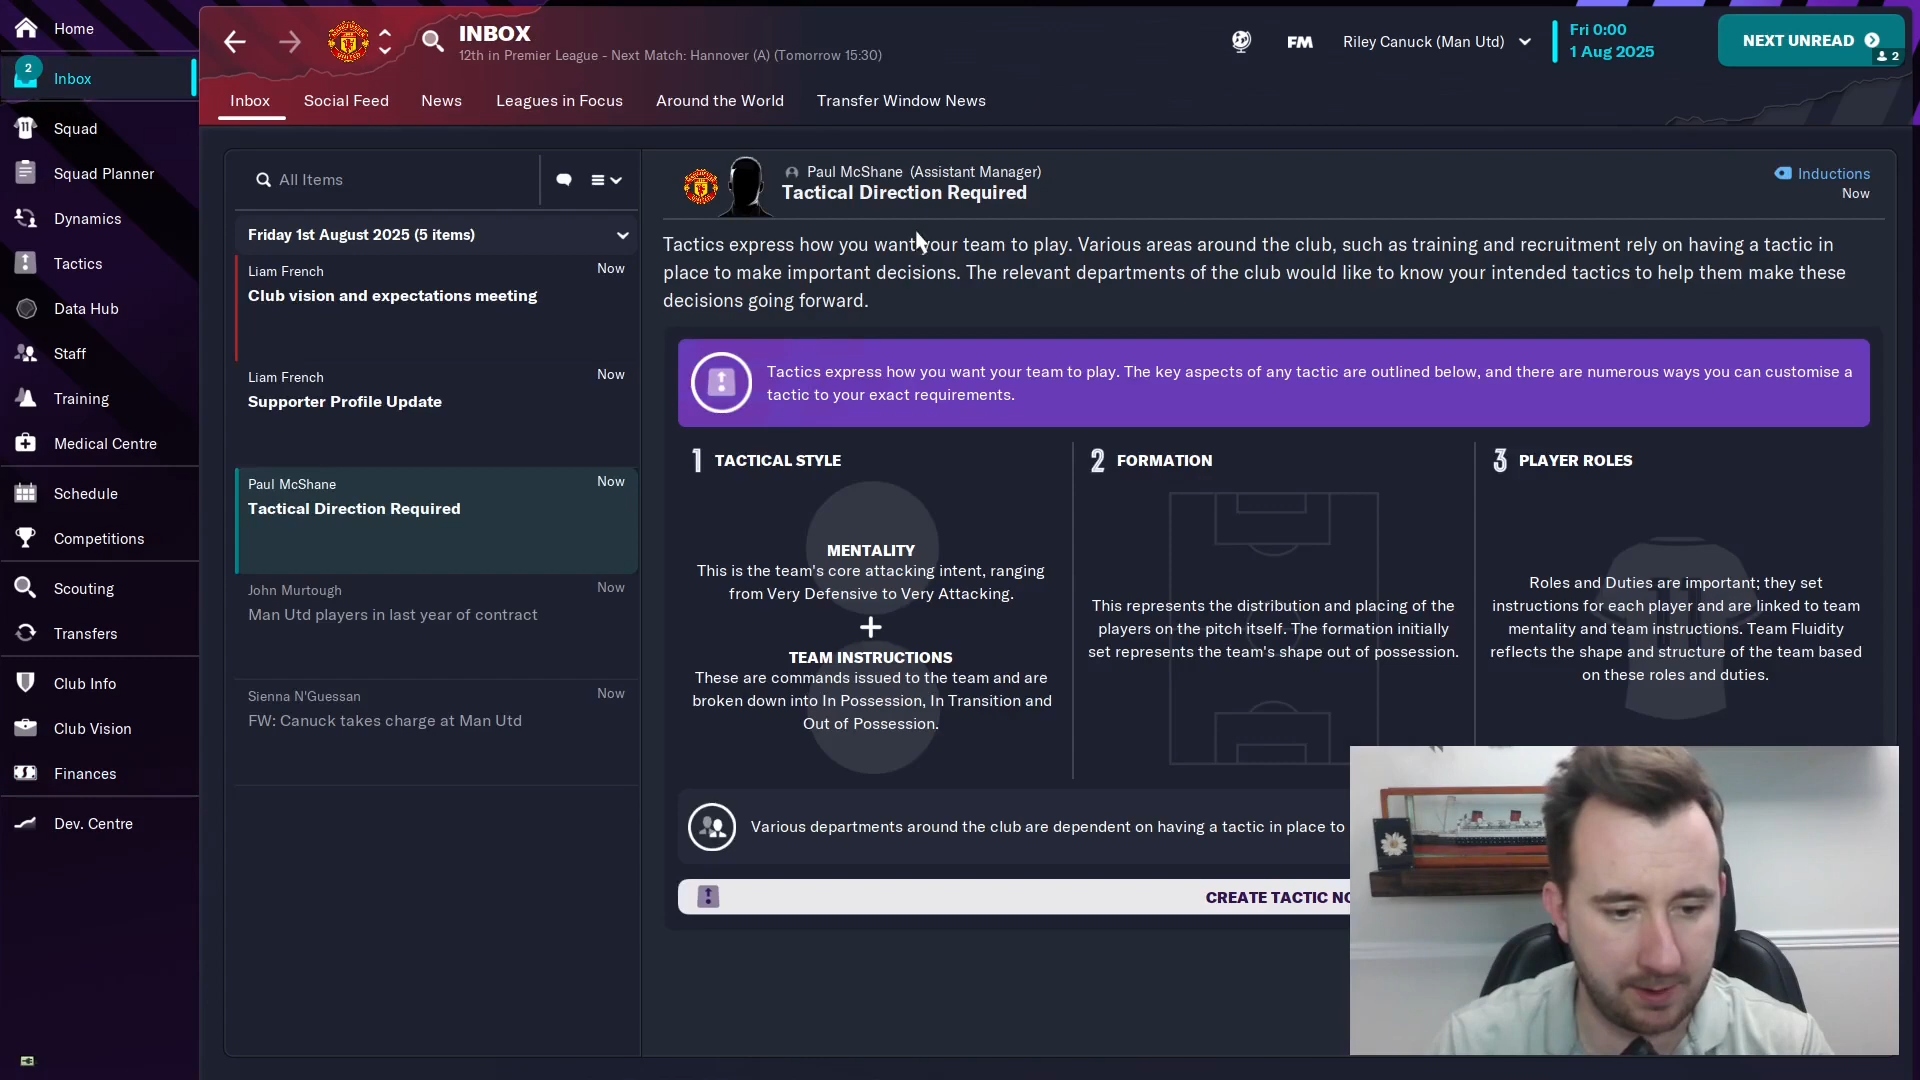 Home
2
Inbox
Squad
Squad Planner
Dynamics
Tactics
Data Hub
Staff
Training
Medical Centre
Schedule
Competitions
Scouting
Transfers
Club Info
Club Vision
Finances
Dev. Centre
INBOX
12th in Premier League - Next Match: Hannover (A) (Tomorrow 15:30)
FM
Riley Canuck (Man Utd)
Fri 0:00
1 Aug 2025
NEXT UNREAD
2
Inbox
Social Feed
News
Leagues in Focus
Around the World
Transfer Window News
All Items
Friday 1st August 2025 (5 items)
Liam French
Now
Club vision and expectations meeting
Liam French
Now
Supporter Profile Update
Paul McShane
Now
Tactical Direction Required
John Murtough
Now
Man Utd players in last year of contract
Sienna N'Guessan
Now
FW: Canuck takes charge at Man Utd
Paul McShane (Assistant Manager)
Tactical Direction Required
Inductions
Now
Tactics express how you want your team to play. Various areas around the club, such as training and recruitment rely on having a tactic in
place to make important decisions. The relevant departments of the club would like to know your intended tactics to help them make these
decisions going forward.
Tactics express how you want your team to play. The key aspects of any tactic are outlined below, and there are numerous ways you can customise a
tactic to your exact requirements.
1 TACTICAL STYLE
MENTALITY
This is the team's core attacking intent, ranging
from Very Defensive to Very Attacking.
+
TEAM INSTRUCTIONS
These are commands issued to the team and are
broken down into In Possession, In Transition and
Out of Possession.
2 FORMATION
This represents the distribution and placing of the
players on the pitch itself. The formation initially
set represents the team's shape out of possession.
3 PLAYER ROLES
Roles and Duties are important; they set
instructions for each player and are linked to team
mentality and team instructions. Team Fluidity
reflects the shape and structure of the team based
on these roles and duties.
Various departments around the club are dependent on having a tactic in place to
CREATE TACTIC NO